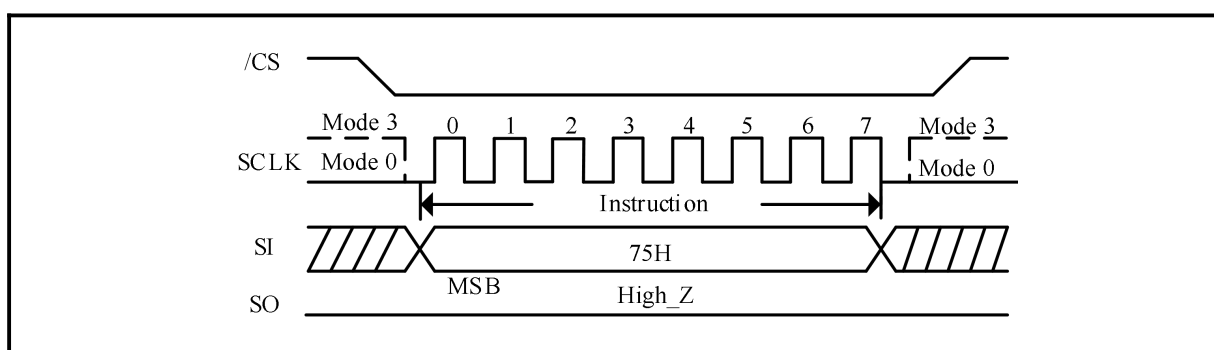 /CS
Mode 3 0 1 2 3 4 5 6 7 Mode 3
SCLK Mode 0 Mode 0
Instruction
SI 75H
MSB
SO High_Z